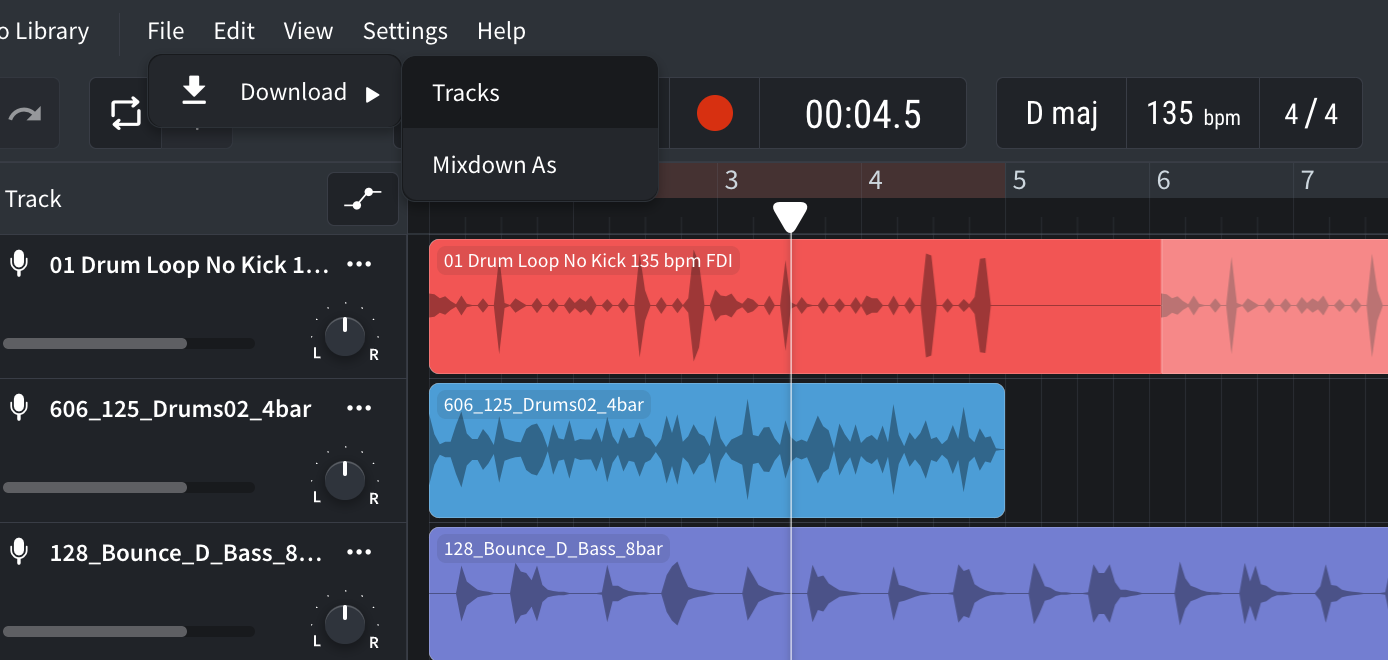 o Library File Edit View Settings Help
Download Tracks
Mixdown As
00:04.5 D maj 135 bpm 4 / 4
3 4 5 6 7
Track
01 Drum Loop No Kick 1...
L R
01 Drum Loop No Kick 135 bpm FDI
606_125_Drums02_4bar
L R
606_125_Drums02_4bar
128_Bounce_D_Bass_8...
L R
128_Bounce_D_Bass_8bar